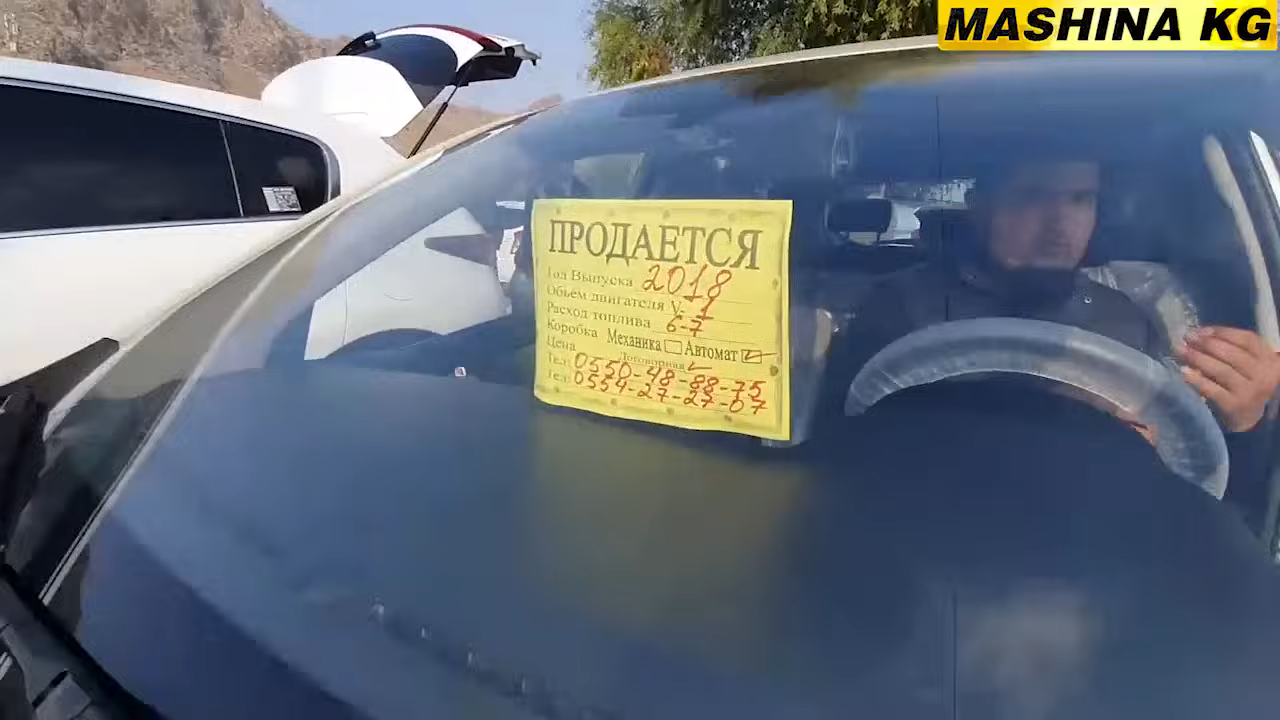 MASHINA KG
ПРОДАЕТСЯ
Год Выпуска 2018
Объем двигателя V- 1
Расход топлива 6-7
Коробка Механика Автомат
Цена Договорная
Тел: 0550-48-88-75
Тел: 0554-27-27-07